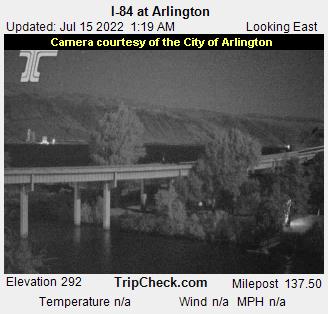 I-84 at Arlington
Updated: Jul 15 2022 1:19 AM Looking East
Camera courtesy of the City of Arlington
Elevation 292 TripCheck.com Milepost 137.50
Temperature n/a Wind n/a MPH n/a